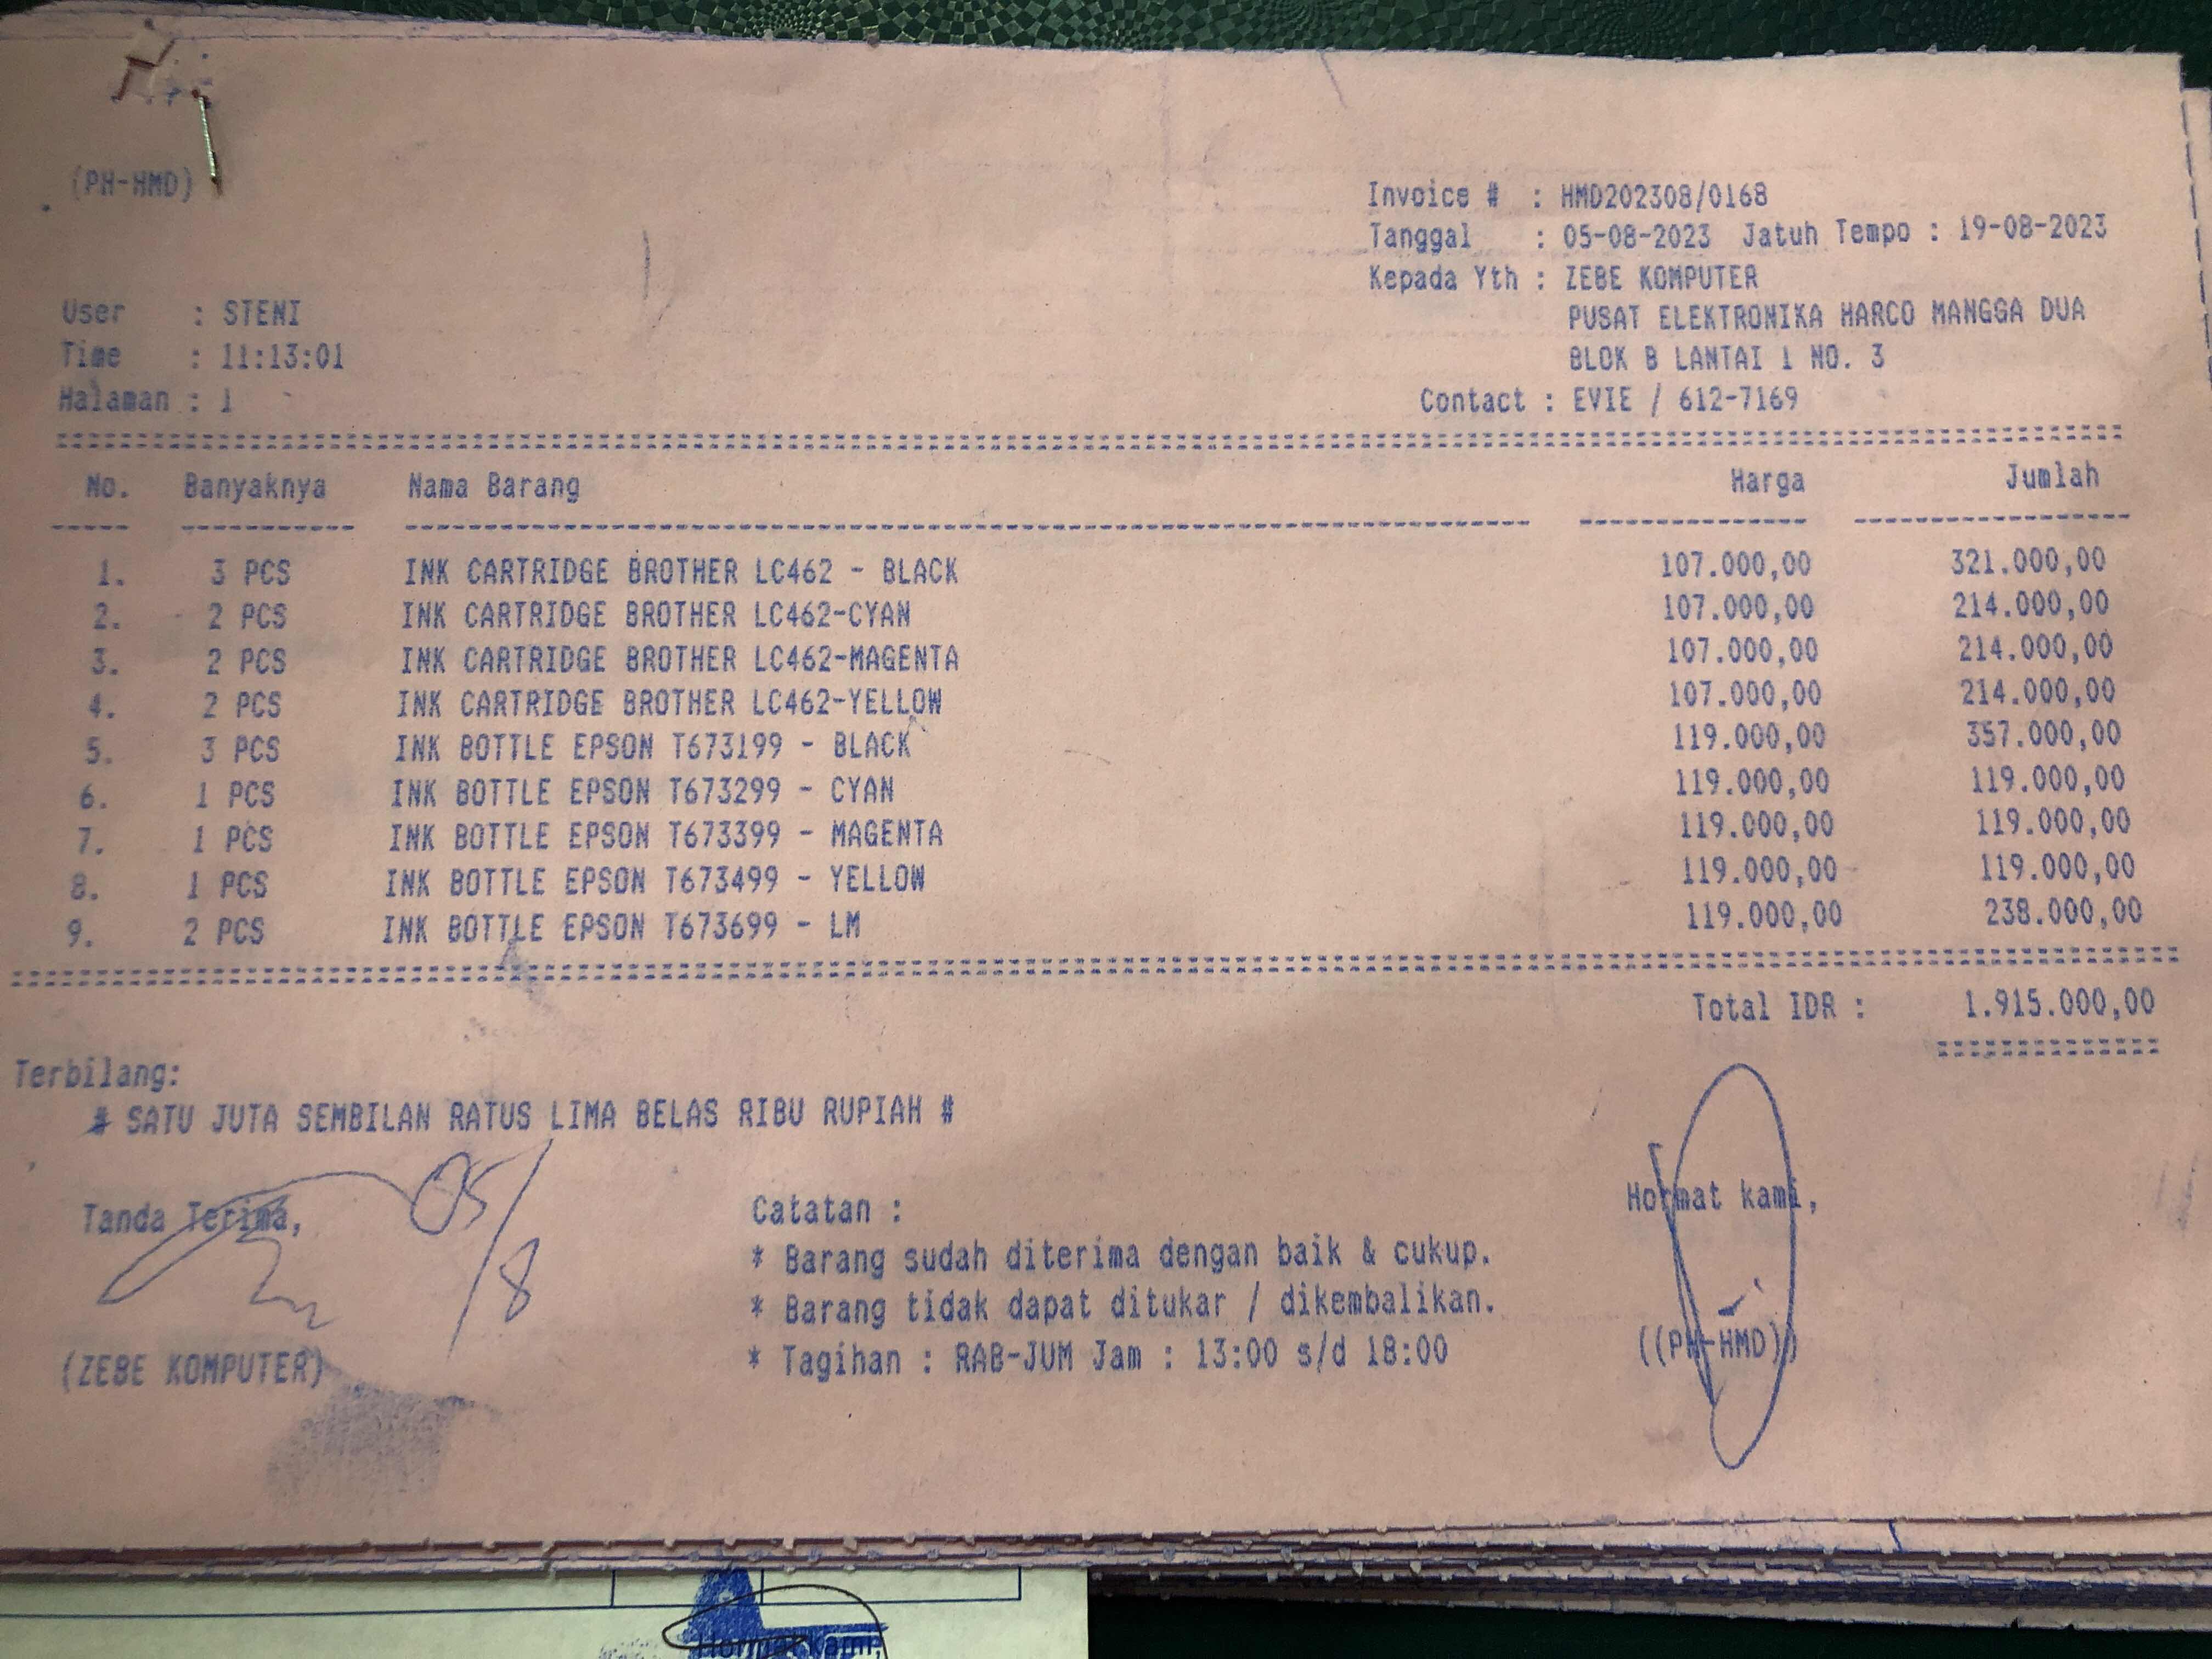 (PH-HMD)
Invoice # : HMD202308/0168
Tanggal : 05-08-2023 Jatuh Tempo : 19-08-2023
Kepada Yth : ZEBE KOMPUTER
PUSAT ELEKTRONIKA HARCO MANGGA DUA
BLOK B LANTAI 1 NO. 3
Contact : EVIE / 612-7169
User : STENI
Time : 11:13:01
Halaman : 1
No. Banyaknya Nama Barang Harga Jumlah
1. 3 PCS INK CARTRIDGE BROTHER LC462 - BLACK 107.000,00 321.000,00
2. 2 PCS INK CARTRIDGE BROTHER LC462-CYAN 107.000,00 214.000,00
3. 2 PCS INK CARTRIDGE BROTHER LC462-MAGENTA 107.000,00 214.000,00
4. 2 PCS INK CARTRIDGE BROTHER LC462-YELLOW 107.000,00 214.000,00
5. 3 PCS INK BOTTLE EPSON T673199 - BLACK 119.000,00 357.000,00
6. 1 PCS INK BOTTLE EPSON T673299 - CYAN 119.000,00 119.000,00
7. 1 PCS INK BOTTLE EPSON T673399 - MAGENTA 119.000,00 119.000,00
8. 1 PCS INK BOTTLE EPSON T673499 - YELLOW 119.000,00 119.000,00
9. 2 PCS INK BOTTLE EPSON T673699 - LM 119.000,00 238.000,00
Total IDR : 1.915.000,00
Terbilang:
# SATU JUTA SEMBILAN RATUS LIMA BELAS RIBU RUPIAH #
Tanda Terima,
05/8
(ZEBE KOMPUTER)
Catatan :
* Barang sudah diterima dengan baik & cukup.
* Barang tidak dapat ditukar / dikembalikan.
* Tagihan : RAB-JUM Jam : 13:00 s/d 18:00
Hormat kami,
((PH-HMD))
Hormat kami,